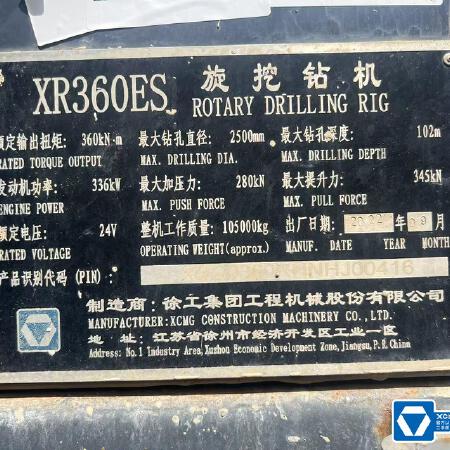 XR360ES 旋挖钻机
ROTARY DRILLING RIG
额定输出扭矩: 360kN·m 最大钻孔直径: 2500mm 最大钻孔深度: 102m
RATED TORQUE OUTPUT MAX. DRILLING DIA. MAX. DRILLING DEPTH
发动机功率: 336kW 最大加压力: 280kN 最大提升力: 345kN
ENGINE POWER MAX. PUSH FORCE MAX. PULL FORCE
额定电压: 24V 整机工作质量: 105000kg 出厂日期: 2022 年 09 月
RATED VOLTAGE OPERATING WEIGHT(approx.) MANUF. DATE YEAR MONTH
产品识别代码 (PIN):
制造商: 徐工集团工程机械股份有限公司
MANUFACTURER:XCMG CONSTRUCTION MACHINERY CO.,LTD.
地 址: 江苏省徐州市经济开发区工业一区
Address: No.1 Industry Area, Xuzhou Economic Development Zone, Jiangsu, P.R.China